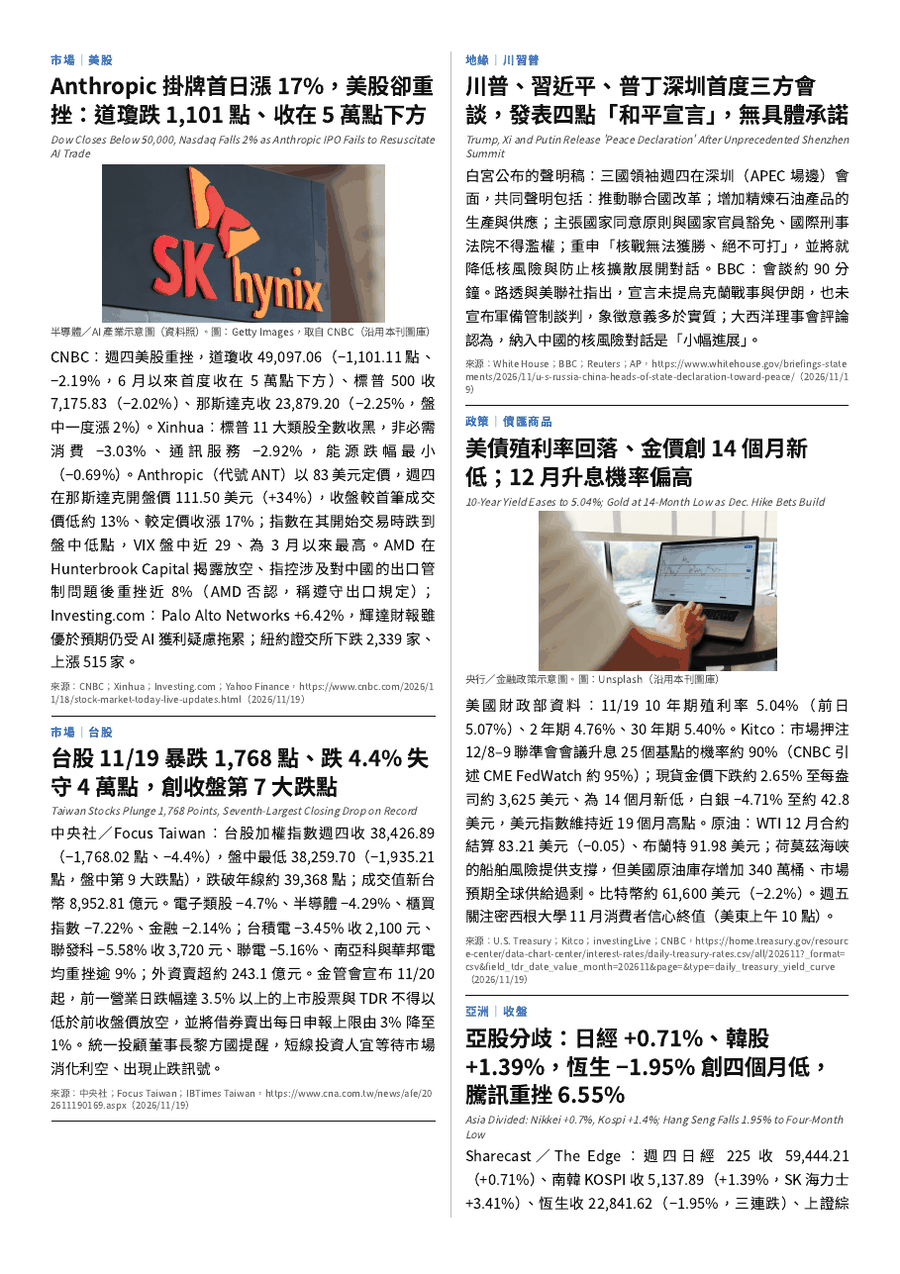 市場｜美股
Anthropic 掛牌首日漲 17%，美股卻重
挫：道瓊跌 1,101 點、收在 5 萬點下方
Dow Closes Below 50,000, Nasdaq Falls 2% as Anthropic IPO Fails to Resuscitate
AI Trade
SK
hynix
半導體／AI 產業示意圖（資料照）。圖：Getty Images，取自 CNBC（沿用本刊圖庫）
CNBC：週四美股重挫，道瓊收 49,097.06（−1,101.11 點、
−2.19%，6 月以來首度收在 5 萬點下方）、標普 500 收
7,175.83（−2.02%）、那斯達克收 23,879.20（−2.25%，盤
中一度漲 2%）。Xinhua：標普 11 大類股全數收黑，非必需
消費 −3.03%、通訊服務 −2.92%，能源跌幅最小
（−0.69%）。Anthropic（代號 ANT）以 83 美元定價，週四
在那斯達克開盤價 111.50 美元（+34%），收盤較首筆成交
價低約 13%、較定價收漲 17%；指數在其開始交易時跌到
盤中低點，VIX 盤中近 29、為 3 月以來最高。AMD 在
Hunterbrook Capital 揭露放空、指控涉及對中國的出口管
制問題後重挫近 8%（AMD 否認，稱遵守出口規定）；
Investing.com：Palo Alto Networks +6.42%，輝達財報雖
優於預期仍受 AI 獲利疑慮拖累；紐約證交所下跌 2,339 家、
上漲 515 家。
來源：CNBC；Xinhua；Investing.com；Yahoo Finance，https://www.cnbc.com/2026/1
1/18/stock-market-today-live-updates.html（2026/11/19）
市場｜台股
台股 11/19 暴跌 1,768 點、跌 4.4% 失
守 4 萬點，創收盤第 7 大跌點
Taiwan Stocks Plunge 1,768 Points, Seventh-Largest Closing Drop on Record
中央社／Focus Taiwan：台股加權指數週四收 38,426.89
（−1,768.02 點、−4.4%），盤中最低 38,259.70（−1,935.21
點，盤中第 9 大跌點），跌破年線約 39,368 點；成交值新台
幣 8,952.81 億元。電子類股 −4.7%、半導體 −4.29%、櫃買
指數 −7.22%、金融 −2.14%；台積電 −3.45% 收 2,100 元、
聯發科 −5.58% 收 3,720 元、聯電 −5.16%、南亞科與華邦電
均重挫逾 9%；外資賣超約 243.1 億元。金管會宣布 11/20
起，前一營業日跌幅達 3.5% 以上的上市股票與 TDR 不得以
低於前收盤價放空，並將借券賣出每日申報上限由 3% 降至
1%。統一投顧董事長黎方國提醒，短線投資人宜等待市場
消化利空、出現止跌訊號。
來源：中央社；Focus Taiwan；IBTimes Taiwan，https://www.cna.com.tw/news/afe/20
2611190169.aspx（2026/11/19）
地緣｜川習普
川普、習近平、普丁深圳首度三方會
談，發表四點「和平宣言」，無具體承諾
Trump, Xi and Putin Release 'Peace Declaration' After Unprecedented Shenzhen
Summit
白宮公布的聲明稿：三國領袖週四在深圳（APEC 場邊）會
面，共同聲明包括：推動聯合國改革；增加精煉石油產品的
生產與供應；主張國家同意原則與國家官員豁免、國際刑事
法院不得濫權；重申「核戰無法獲勝、絕不可打」，並將就
降低核風險與防止核擴散展開對話。BBC：會談約 90 分
鐘。路透與美聯社指出，宣言未提烏克蘭戰事與伊朗，也未
宣布軍備管制談判，象徵意義多於實質；大西洋理事會評論
認為，納入中國的核風險對話是「小幅進展」。
來源：White House；BBC；Reuters；AP，https://www.whitehouse.gov/briefings-state
ments/2026/11/u-s-russia-china-heads-of-state-declaration-toward-peace/（2026/11/1
9）
政策｜債匯商品
美債殖利率回落、金價創 14 個月新
低；12 月升息機率偏高
10-Year Yield Eases to 5.04%; Gold at 14-Month Low as Dec. Hike Bets Build
央行／金融政策示意圖。圖：Unsplash（沿用本刊圖庫）
美國財政部資料：11/19 10 年期殖利率 5.04%（前日
5.07%）、2 年期 4.76%、30 年期 5.40%。Kitco：市場押注
12/8–9 聯準會會議升息 25 個基點的機率約 90%（CNBC 引
述 CME FedWatch 約 95%）；現貨金價下跌約 2.65% 至每盎
司約 3,625 美元、為 14 個月新低，白銀 −4.71% 至約 42.8
美元，美元指數維持近 19 個月高點。原油：WTI 12 月合約
結算 83.21 美元（−0.05）、布蘭特 91.98 美元；荷莫茲海峽
的船舶風險提供支撐，但美國原油庫存增加 340 萬桶、市場
預期全球供給過剩。比特幣約 61,600 美元（−2.2%）。週五
關注密西根大學 11 月消費者信心終值（美東上午 10 點）。
來源：U.S. Treasury；Kitco；investingLive；CNBC，https://home.treasury.gov/resourc
e-center/data-chart-center/interest-rates/daily-treasury-rates.csv/all/202611?_format=
csv&field_tdr_date_value_month=202611&page=&type=daily_treasury_yield_curve
（2026/11/19）
亞洲｜收盤
亞股分歧：日經 +0.71%、韓股
+1.39%，恆生 −1.95% 創四個月低，
騰訊重挫 6.55%
Asia Divided: Nikkei +0.7%, Kospi +1.4%; Hang Seng Falls 1.95% to Four-Month
Low
Sharecast／The Edge：週四日經 225 收 59,444.21
（+0.71%）、南韓 KOSPI 收 5,137.89（+1.39%，SK 海力士
+3.41%）、恆生收 22,841.62（−1.95%，三連跌）、上證綜